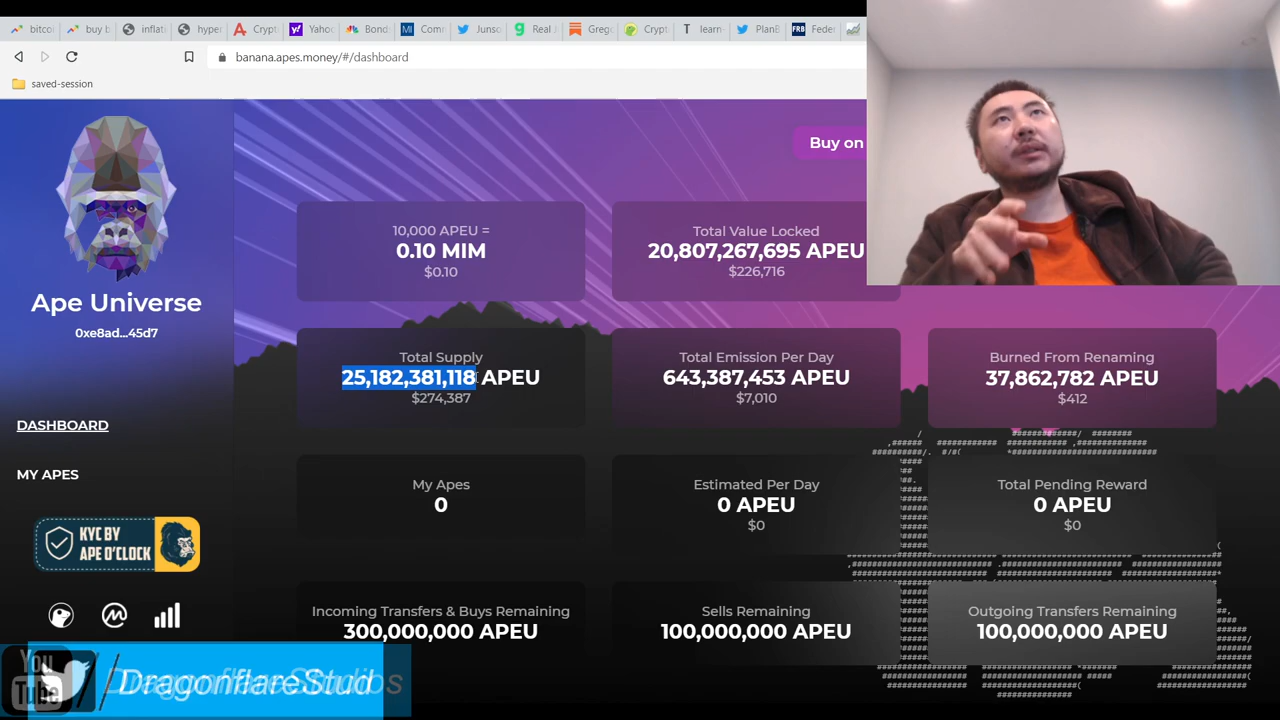 bitcoi
buy b
inflati
hyper
Crypt
Yahoo
Bond
MI
Comm
Junso
Real J
Grego
Crypt
T
learn-
PlanB
FRB
Feder
banana.apes.money/#/dashboard
saved-session
Buy on
10,000 APEU =
0.10 MIM
$0.10
Total Value Locked
20,807,267,695 APEU
$226,716
Ape Universe
0xe8ad...45d7
Total Supply
25,182,381,118 APEU
$274,387
Total Emission Per Day
643,387,453 APEU
$7,010
Burned From Renaming
37,862,782 APEU
$412
DASHBOARD
MY APES
My Apes
0
Estimated Per Day
0 APEU
$0
Total Pending Reward
0 APEU
$0
KYC BY
APE O'CLOCK
Incoming Transfers & Buys Remaining
300,000,000 APEU
Sells Remaining
100,000,000 APEU
Outgoing Transfers Remaining
100,000,000 APEU
You
Tube
DragonflareStud